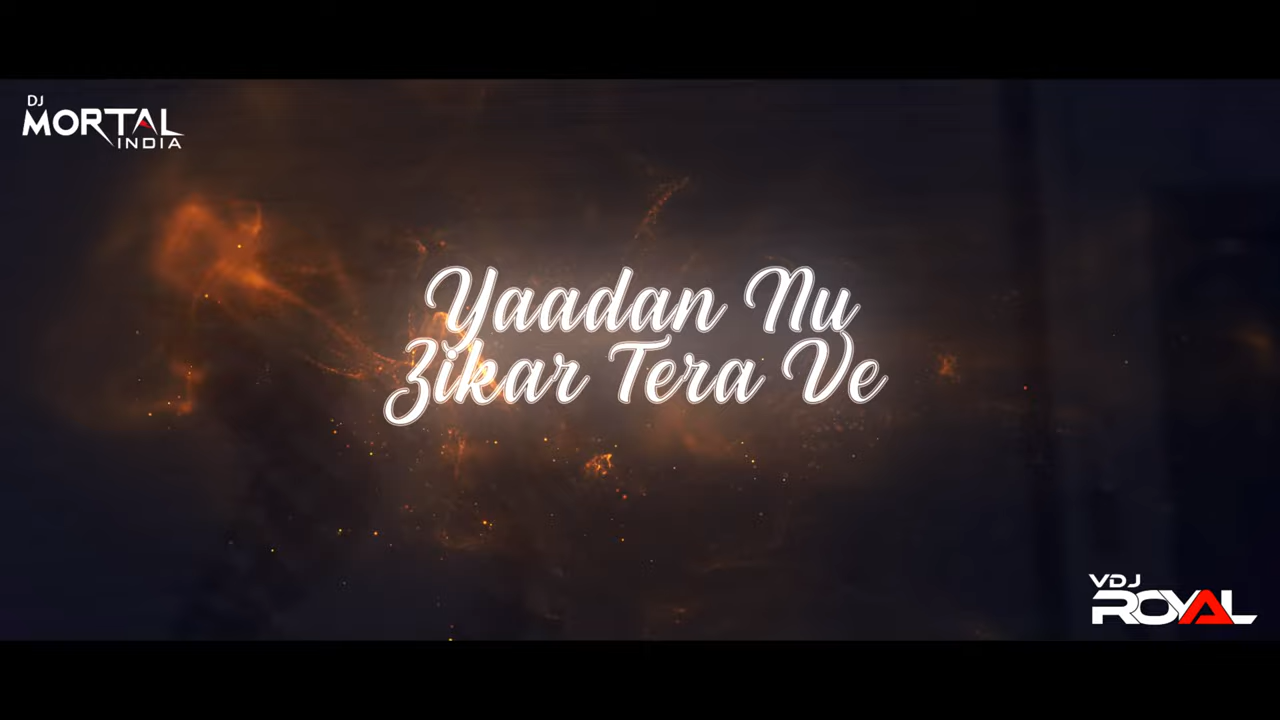 DJ
MORTAL
INDIA
Yaadan Nu
Zikar Tera Ve
VDJ
ROYAL